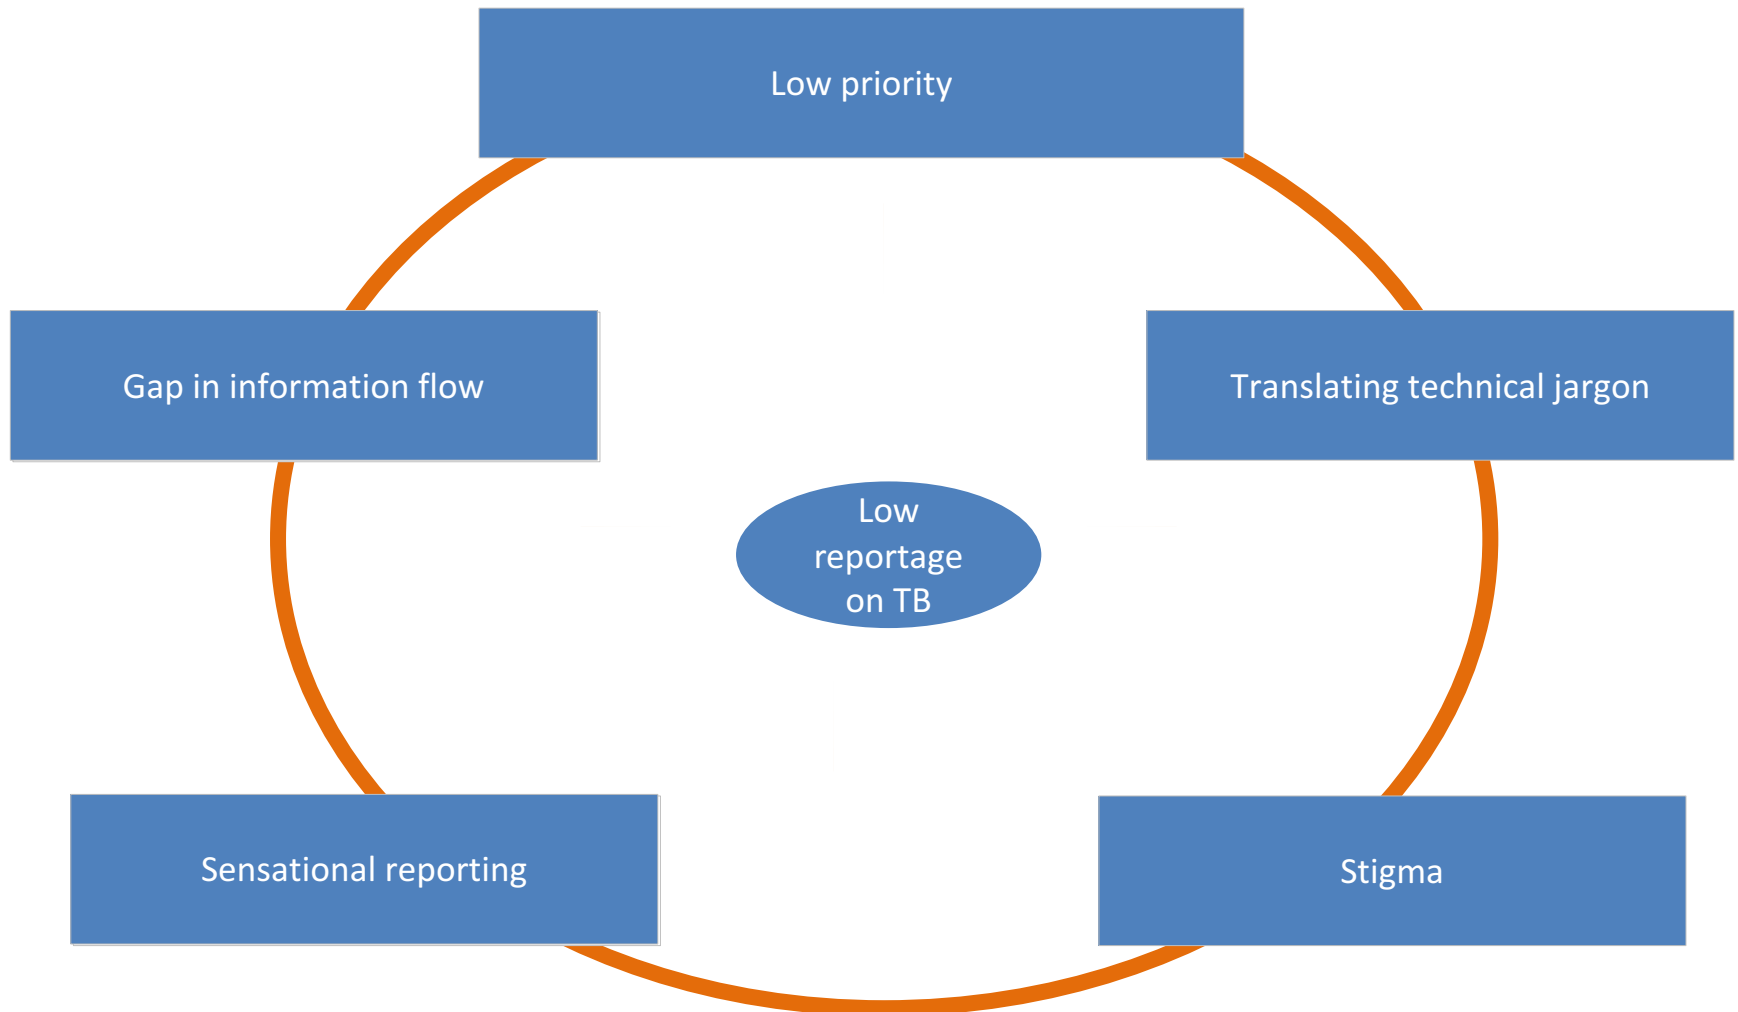 Low priority
Gap in information flow
Translating technical jargon
Low
reportage
on TB
Sensational reporting
Stigma